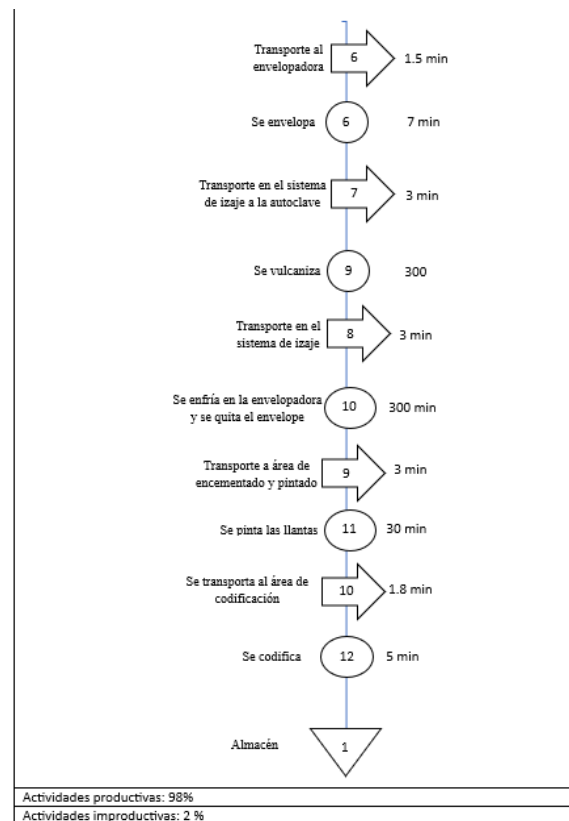 Transporte al
envelopadora
6
1.5 min
Se envelopa
6
7 min
Transporte en el sistema
de izaje a la autoclave
7
3 min
Se vulcaniza
9
300
Transporte en el
sistema de izaje
8
3 min
Se enfría en la envelopadora
y se quita el envelope
10
300 min
Transporte a área de
encementado y pintado
9
3 min
Se pinta las llantas
11
30 min
Se transporta al área de
codificación
10
1.8 min
Se codifica
12
5 min
Almacén
1
Actividades productivas: 98%
Actividades improductivas: 2 %